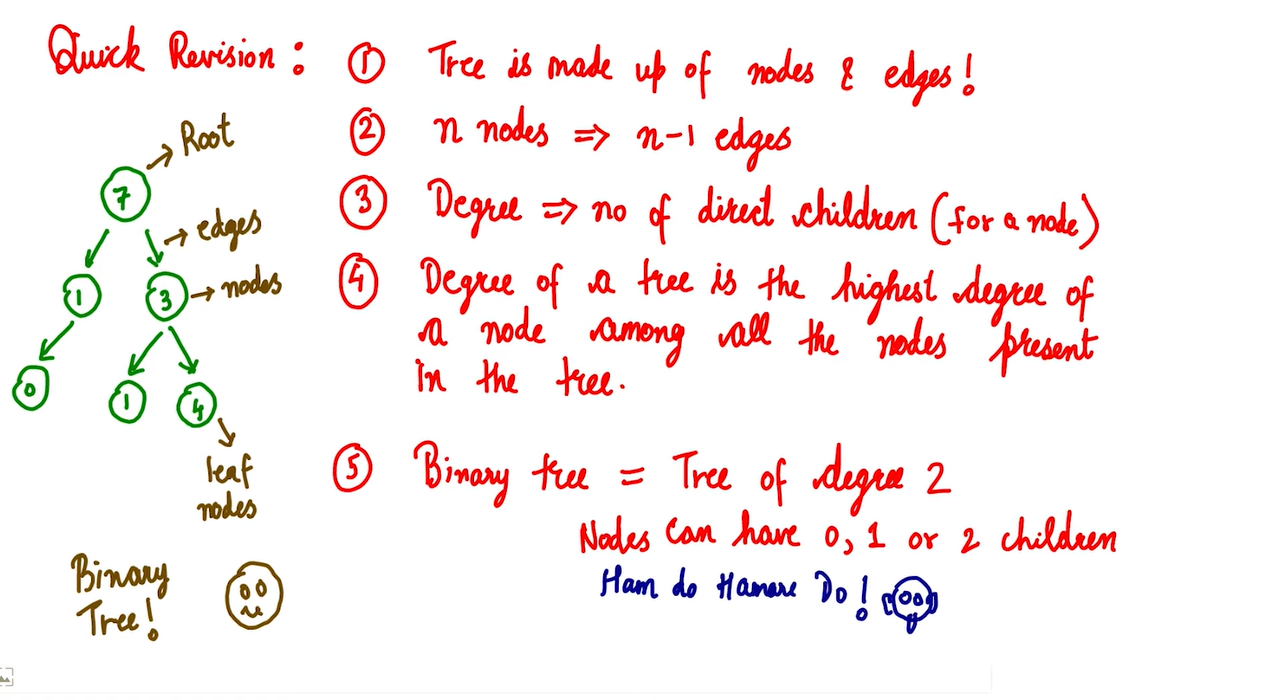 Quick Revision :
① Tree is made up of nodes & edges!
② n nodes => n-1 edges
③ Degree => no of direct children (for a node)
④ Degree of a tree is the highest degree of
a node among all the nodes present
in the tree.
⑤ Binary tree = Tree of degree 2
Nodes can have 0, 1 or 2 children
Ham do Hamare Do!
Root
7
edges
1
3
nodes
0
1
4
leaf
nodes
Binary
Tree!